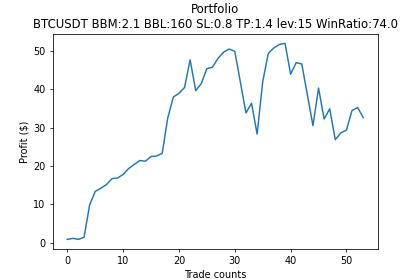 Portfolio
BTCUSDT BBM:2.1 BBL:160 SL:0.8 TP:1.4 lev:15 WinRatio:74.0
50
40
30
20
10
0
Profit ($)
0 10 20 30 40 50
Trade counts